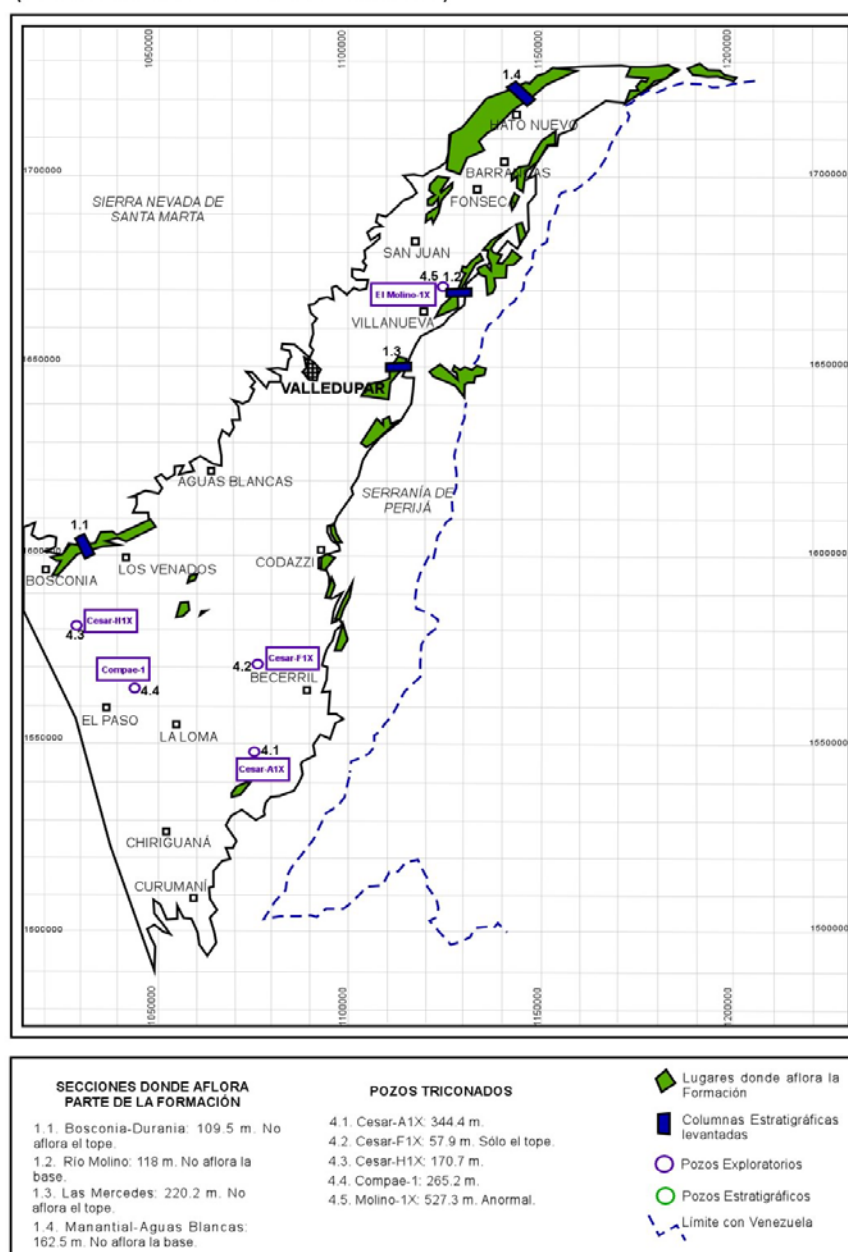 1050000
1100000
1150000
1200000
1.4
HATO NUEVO
1700000
BARRANCAS
1700000
SIERRA NEVADA DE
SANTA MARTA
FONSECA
SAN JUAN
4.5 1.2
El Molino-1X
VILLANUEVA
1.3
1650000
1650000
VALLEDUPAR
AGUAS BLANCAS
SERRANÍA DE
PERIJÁ
1.1
1600000
1600000
CODAZZI
LOS VENADOS
BOSCONIA
Cesar-H1X
4.3
Cesar-F1X
4.2
Compae-1
BECERRIL
4.4
EL PASO
LA LOMA
1550000
1550000
4.1
Cesar-A1X
CHIRIGUANÁ
CURUMANÍ
1500000
1500000
1050000
1100000
1150000
1200000
SECCIONES DONDE AFLORA
PARTE DE LA FORMACIÓN
1.1. Bosconia-Durania: 109.5 m. No
aflora el tope.
1.2. Río Molino: 118 m. No aflora la
base.
1.3. Las Mercedes: 220.2 m. No
aflora el tope.
1.4. Manantial-Aguas Blancas:
162.5 m. No aflora la base.
POZOS TRICONADOS
4.1. Cesar-A1X: 344.4 m.
4.2. Cesar-F1X: 57.9 m. Sólo el tope.
4.3. Cesar-H1X: 170.7 m.
4.4. Compae-1: 265.2 m.
4.5. Molino-1X: 527.3 m. Anormal.
Lugares donde aflora la
Formación
Columnas Estratigráficas
levantadas
Pozos Exploratorios
Pozos Estratigráficos
Límite con Venezuela